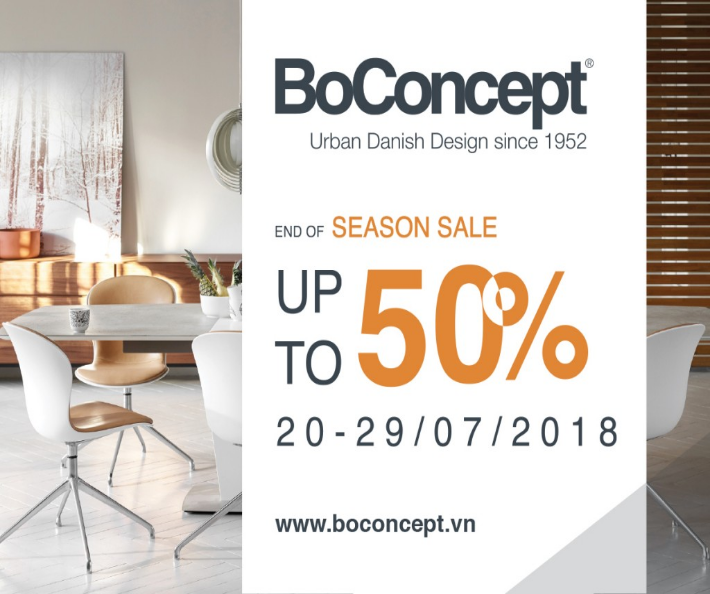 BoConcept®
Urban Danish Design since 1952
END OF SEASON SALE
UP
TO 50%
20-29/07/2018
www.boconcept.vn